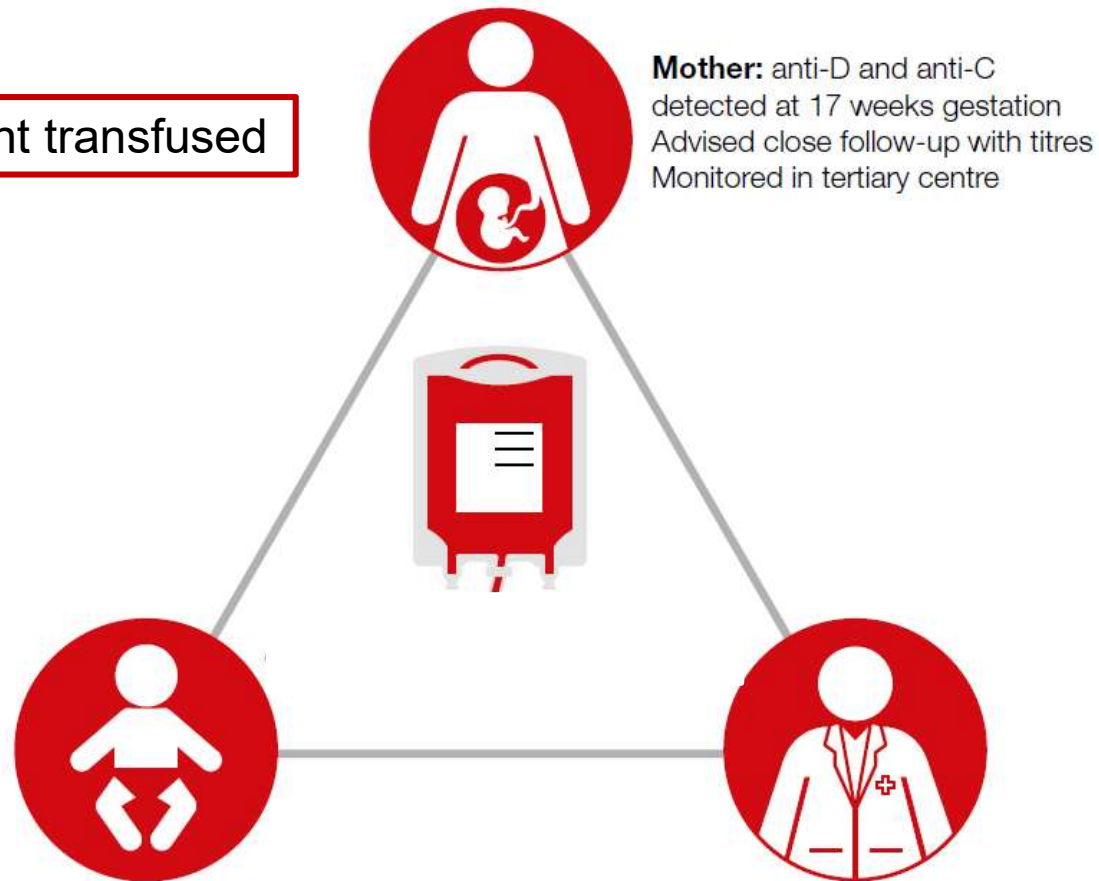 transfused
Mother: anti-D and anti-C
detected at 17 weeks gestation
Advised close follow-up with titres
Monitored in tertiary centre